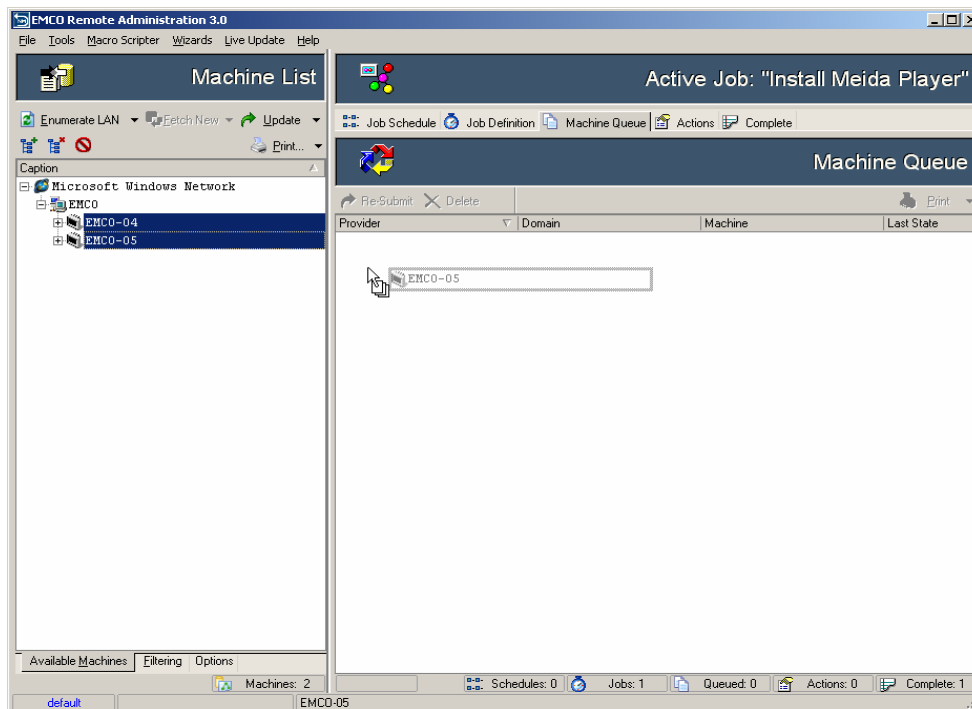 EMCO Remote Administration 3.0
File Tools Macro Scripter Wizards Live Update Help
Machine List
Enumerate LAN Fetch New Update
Print...
Caption
Microsoft Windows Network
EMCO
EMCO-04
EMCO-05
Available Machines Filtering Options
Machines: 2
Active Job: "Install Meida Player"
Job Schedule Job Definition Machine Queue Actions Complete
Machine Queue
Re-Submit Delete Print
Provider Domain Machine Last State
EMCO-05
Schedules: 0 Jobs: 1 Queued: 0 Actions: 0 Complete: 1
default EMCO-05